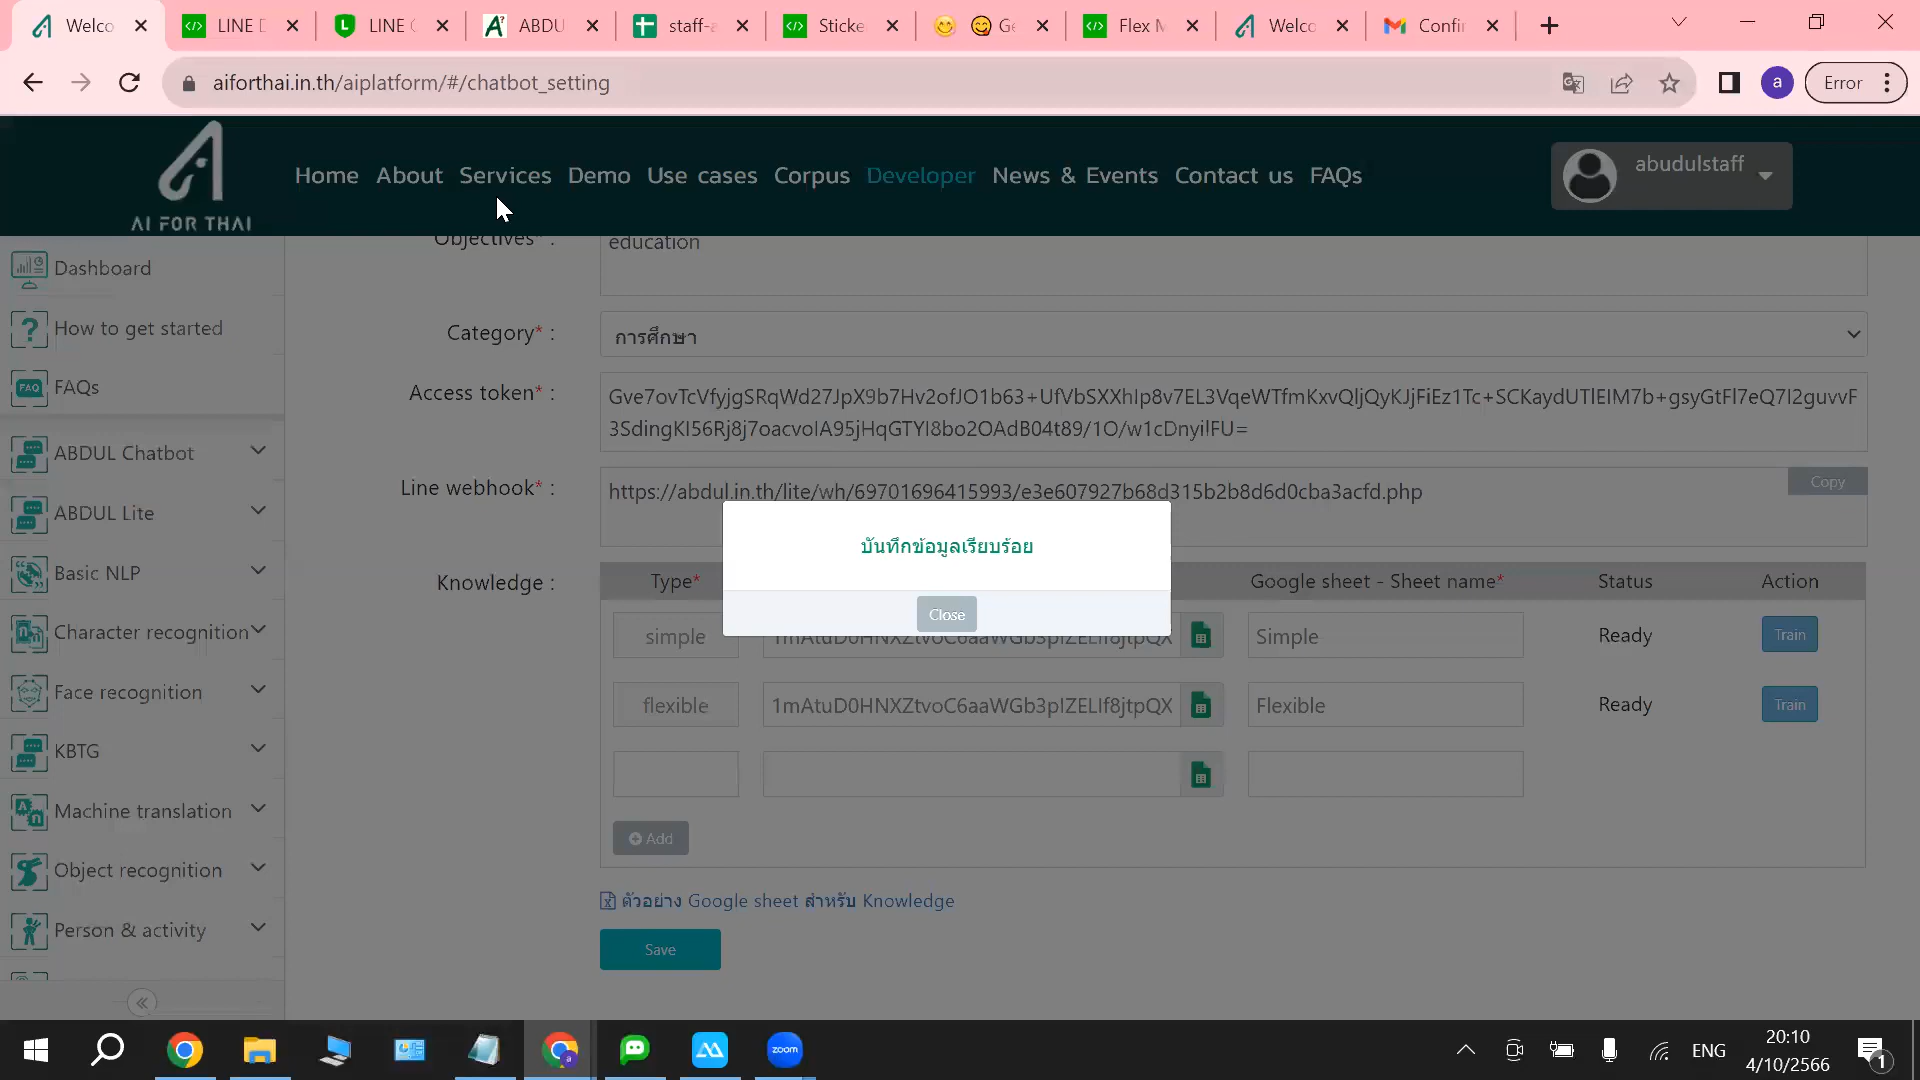 Welco
LINE D
LINE C
ABDU
staff-a
Sticke
Ge
Flex M
Welco
Confir
aiforthai.in.th/aiplatform/#/chatbot_setting
a
Error
AI FOR THAI
Home About Services Demo Use cases Corpus Developer News & Events Contact us FAQs
abudulstaff
Dashboard
How to get started
FAQ FAQs
ABDUL Chatbot
ABDUL Lite
Basic NLP
Character recognition
Face recognition
KBTG
Machine translation
Object recognition
Person & activity
Objectives* :
education
Category* :
การศึกษา
Access token* :
Gve7ovTcVfyjgSRqWd27JpX9b7Hv2ofJO1b63+UfVbSXXhIp8v7EL3VqeWTfmKxvQljQyKJjFiEz1Tc+SCKaydUTlEIM7b+gsyGtFl7eQ7I2guvvF
3SdingKI56Rj8j7oacvoIA95jHqGTYI8bo2OAdB04t89/1O/w1cDnyilFU=
Line webhook* :
https://abdul.in.th/lite/wh/69701696415993/e3e607927b68d315b2b8d6d0cba3acfd.php
Copy
บันทึกข้อมูลเรียบร้อย
Close
Knowledge :
Type* Google sheet - Sheet name* Status Action
simple 1mAtuD0HNXZtvoC6aaWGb3pIZELIf8jtpQX Simple Ready Train
flexible 1mAtuD0HNXZtvoC6aaWGb3pIZELIf8jtpQX Flexible Ready Train
Add
ตัวอย่าง Google sheet สำหรับ Knowledge
Save
zoom
ENG
20:10
4/10/2566
1